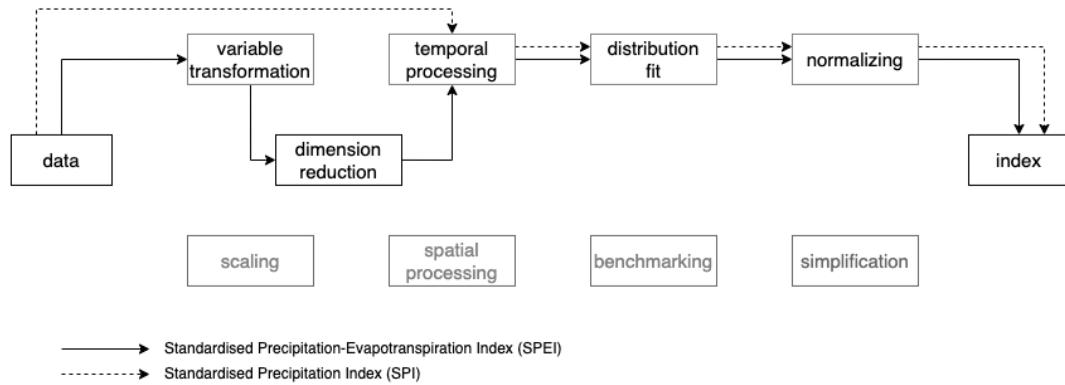 variable
transformation
temporal
processing
distribution
fit
normalizing
data
dimension
reduction
index
scaling
spatial
processing
benchmarking
simplification
Standardised Precipitation-Evapotranspiration Index (SPEI)
Standardised Precipitation Index (SPI)